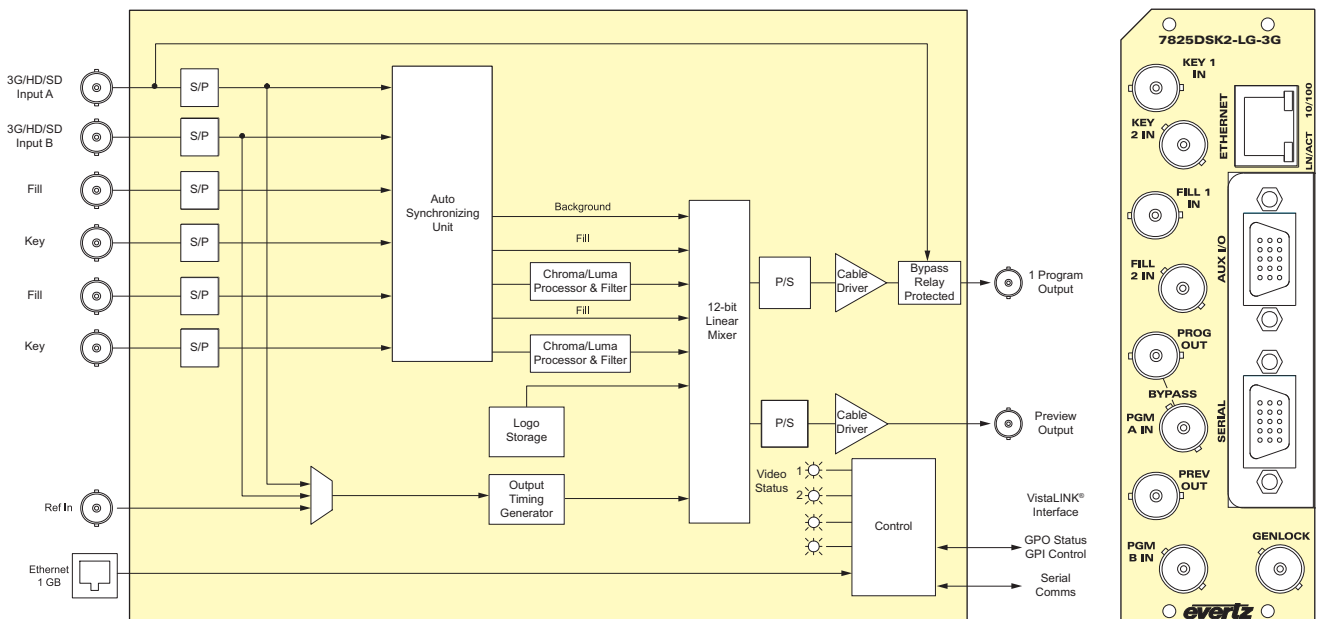 3G/HD/SD
Input A
3G/HD/SD
Input B
Fill
Key
Fill
Key
Ref In
Ethernet
1 GB
S/P
S/P
S/P
S/P
S/P
S/P
Auto
Synchronizing
Unit
Background
Fill
Chroma/Luma
Processor & Filter
Fill
Chroma/Luma
Processor & Filter
Logo
Storage
Output
Timing
Generator
12-bit
Linear
Mixer
P/S
Cable
Driver
Bypass
Relay
Protected
1 Program
Output
P/S
Cable
Driver
Preview
Output
Video
Status
1
2
Control
VistaLINK®
Interface
GPO Status
GPI Control
Serial
Comms
7825DSK2-LG-3G
KEY 1
IN
KEY
2 IN
ETHERNET
10/100
LN/ACT
FILL 1
IN
AUX I/O
FILL
2 IN
PROG
OUT
BYPASS
PGM
A IN
SERIAL
PREV
OUT
PGM
B IN
GENLOCK
evertz